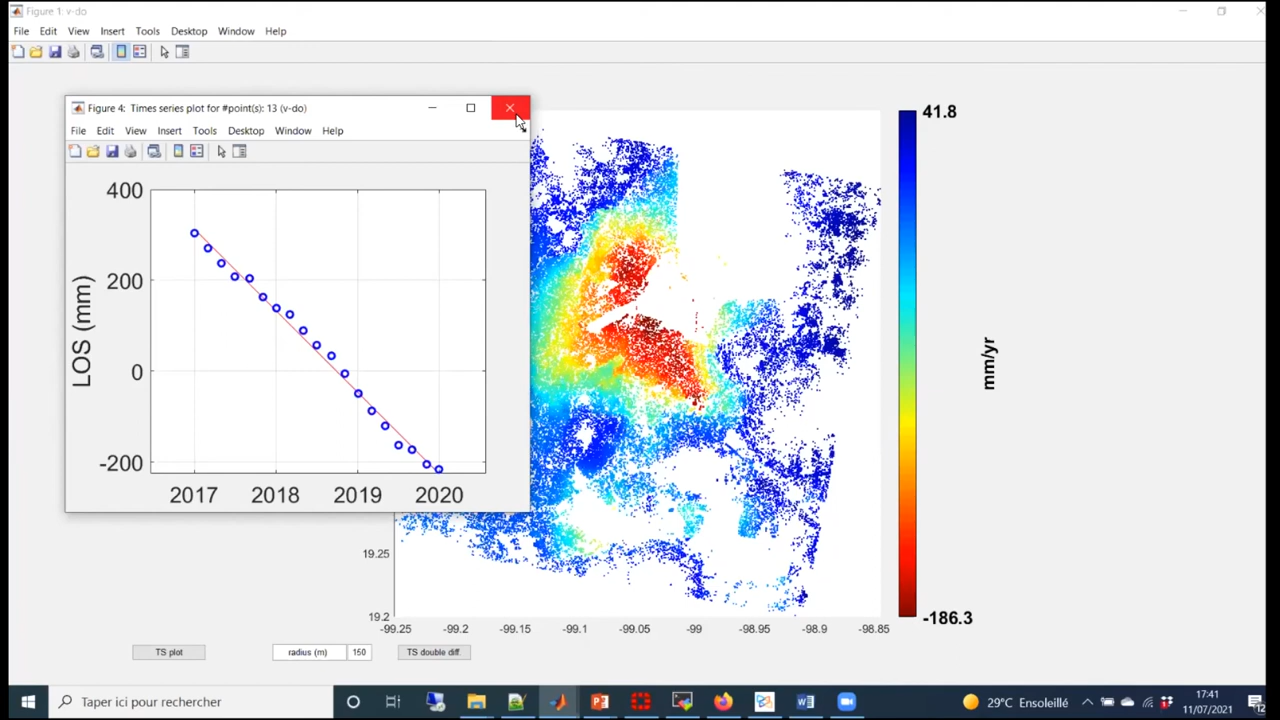 Figure 1: v-do
File Edit View Insert Tools Desktop Window Help
Figure 4: Times series plot for #point(s): 13 (v-do)
File Edit View Insert Tools Desktop Window Help
400
200
0
-200
LOS (mm)
2017 2018 2019 2020
41.8
mm/yr
-186.3
19.25
19.2
-99.25 -99.2 -99.15 -99.1 -99.05 -99 -98.95 -98.9 -98.85
TS plot
radius (m) 150
TS double diff
Taper ici pour rechercher
29°C Ensoleillé
17:41
11/07/2021
12